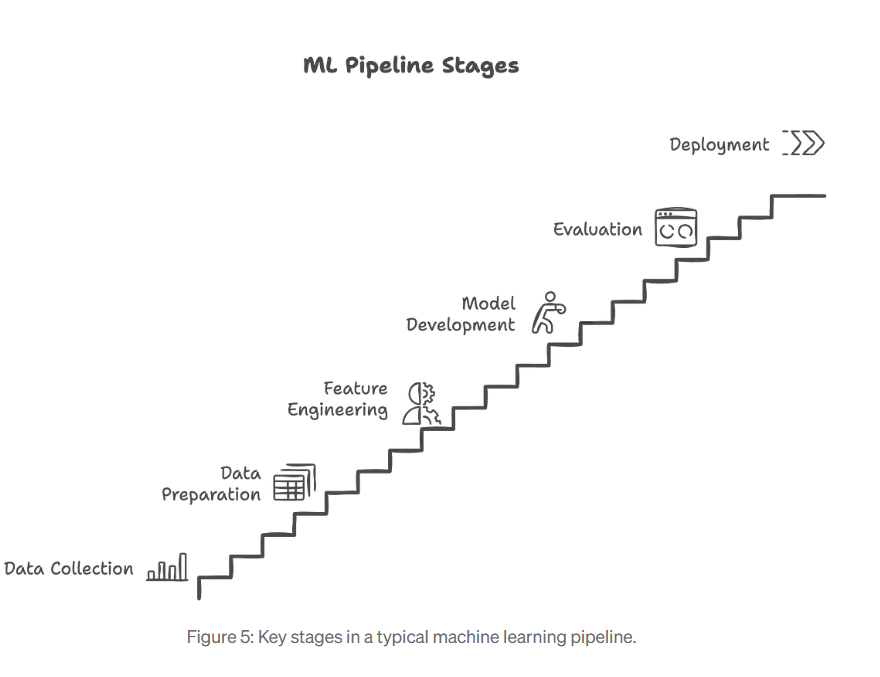 ML Pipeline Stages
Deployment
Evaluation
Model
Development
Feature
Engineering
Data
Preparation
Data Collection
Figure 5: Key stages in a typical machine learning pipeline.